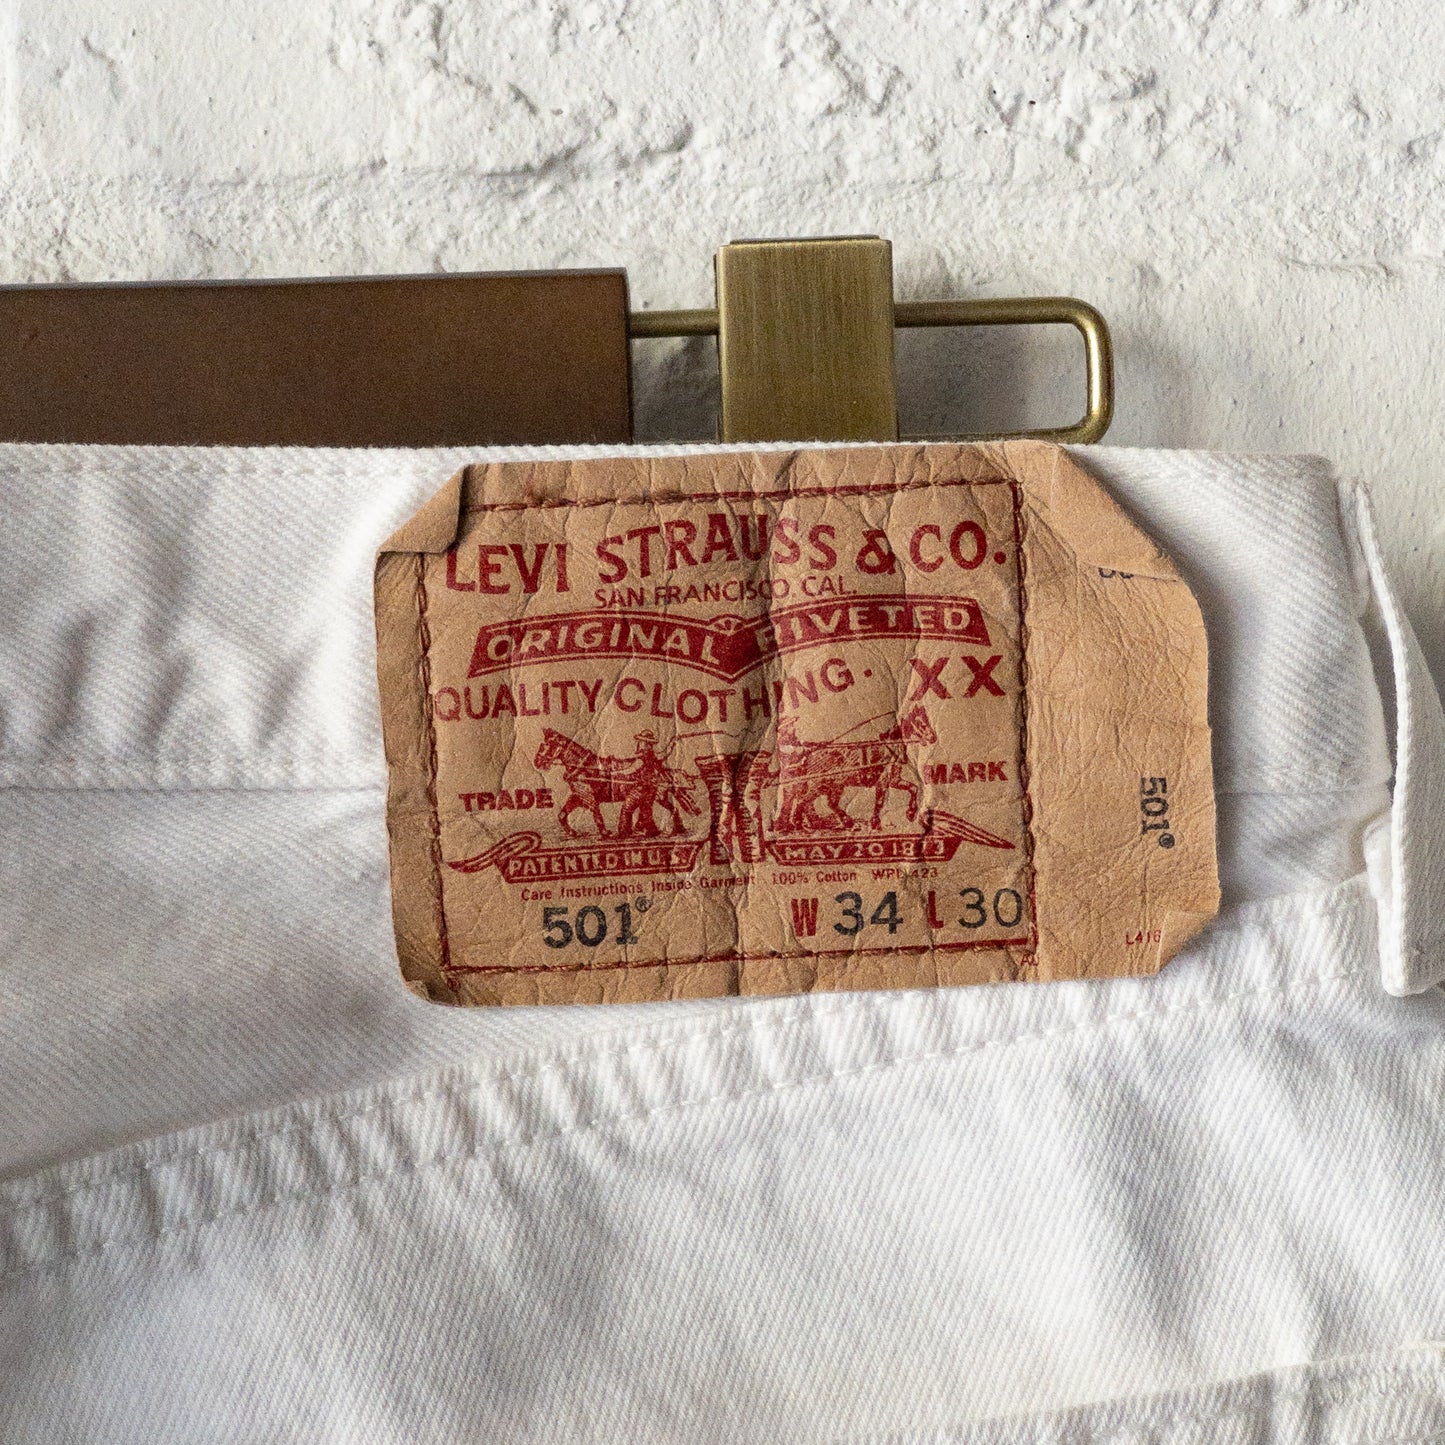 LEVI STRAUSS & CO.
SAN FRANCISCO CAL.
ORIGINAL RIVETED
QUALITY CLOTHING. XX
TRADE MARK
PATENTED IN U.S. MAY 20 1873
Care Instructions Inside Garment 100% Cotton WPL 423
501® W 34 L 30
501®